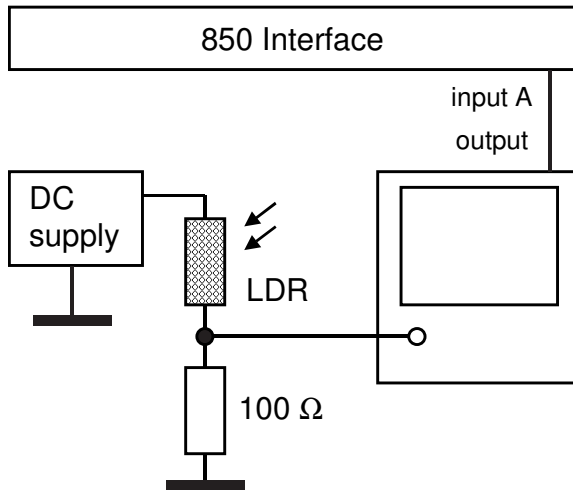 850 Interface
input A
output
DC
supply
LDR
100 Ω